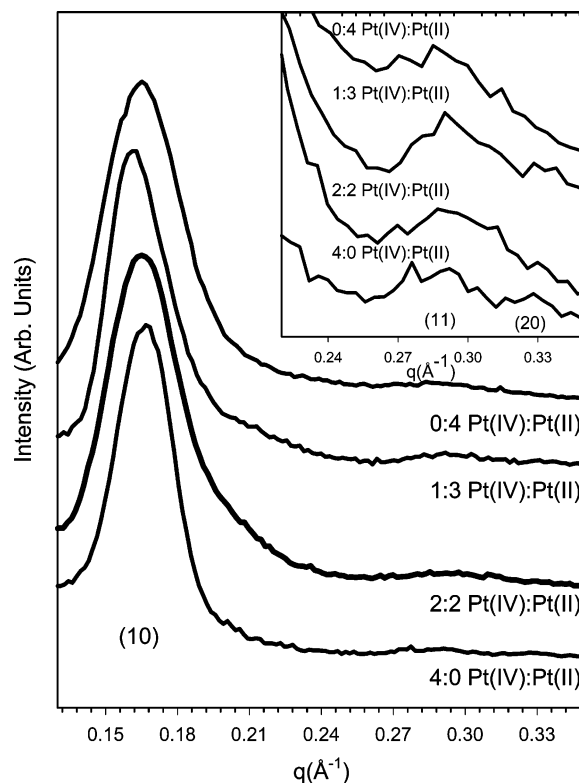 0:4 Pt(IV):Pt(II)
1:3 Pt(IV):Pt(II)
2:2 Pt(IV):Pt(II)
4:0 Pt(IV):Pt(II)
(11)
(20)
0.24 0.27 0.30 0.33
q(Å⁻¹)
Intensity (Arb. Units)
0:4 Pt(IV):Pt(II)
1:3 Pt(IV):Pt(II)
2:2 Pt(IV):Pt(II)
(10)
4:0 Pt(IV):Pt(II)
0.15 0.18 0.21 0.24 0.27 0.30 0.33
q(Å⁻¹)